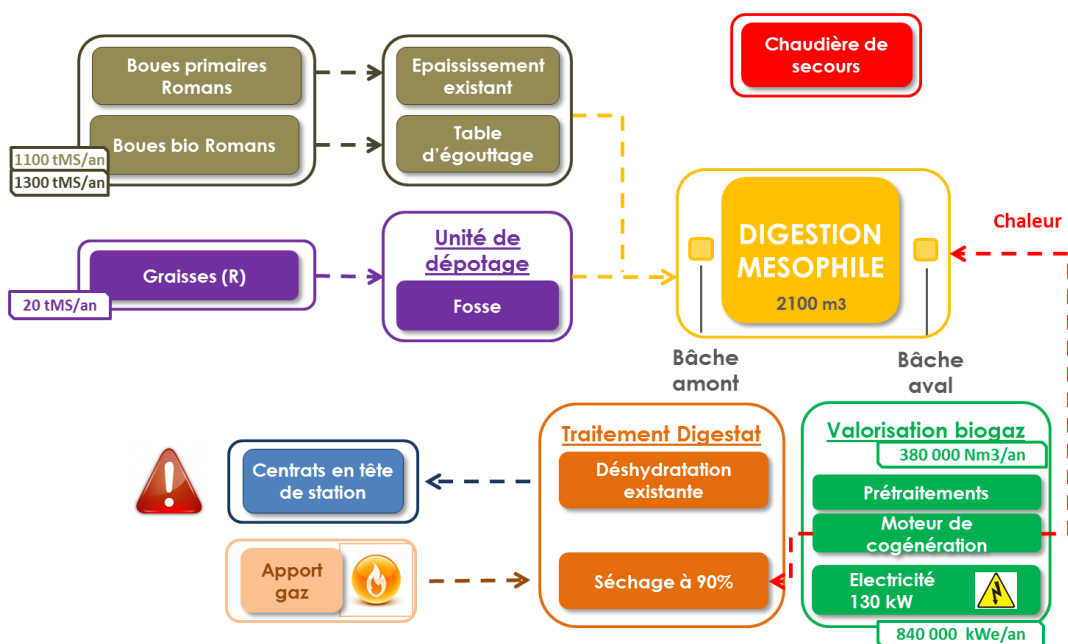 Boues primaires
Romans
Epaississement
existant
Chaudière de
secours
Boues bio Romans
Table
d'égouttage
1100 tMS/an
1300 tMS/an
Graisses (R)
20 tMS/an
Unité de
dépotage
Fosse
DIGESTION
MESOPHILE
2100 m3
Chaleur
Bâche
amont
Bâche
aval
Traitement Digestat
Déshydratation
existante
Séchage à 90%
Centrats en tête
de station
Apport
gaz
Valorisation biogaz
380 000 Nm3/an
Prétraitements
Moteur de
cogénération
Electricité
130 kW
840 000 kWe/an